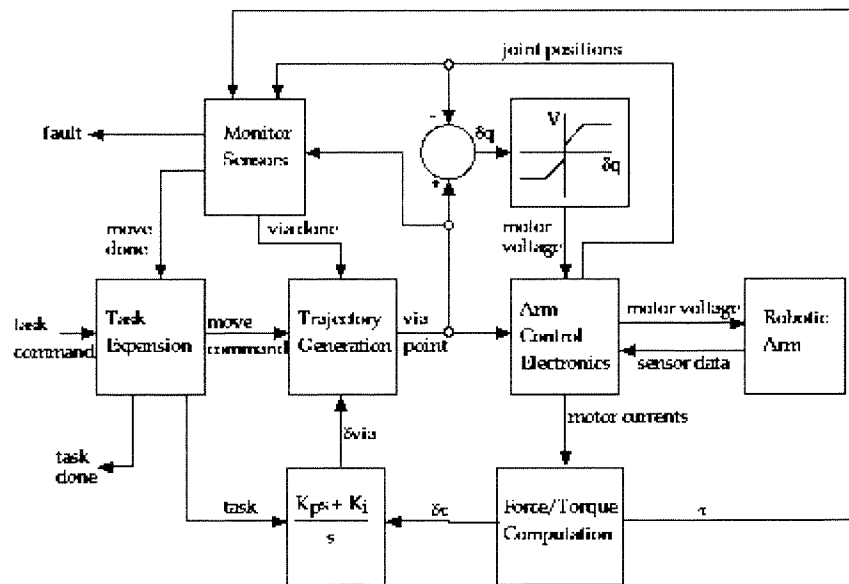 joint positions
Monitor
Sensors
fault
-
δq
+
V
δq
motor
voltage
move
done
via done
task
command
Task
Expansion
move
command
Trajectory
Generation
via
point
Arm
Control
Electronics
motor voltage
sensor data
Robotic
Arm
motor currents
δvia
task
done
task
Kps + Ki
s
δτ
Force/Torque
Computation
τ